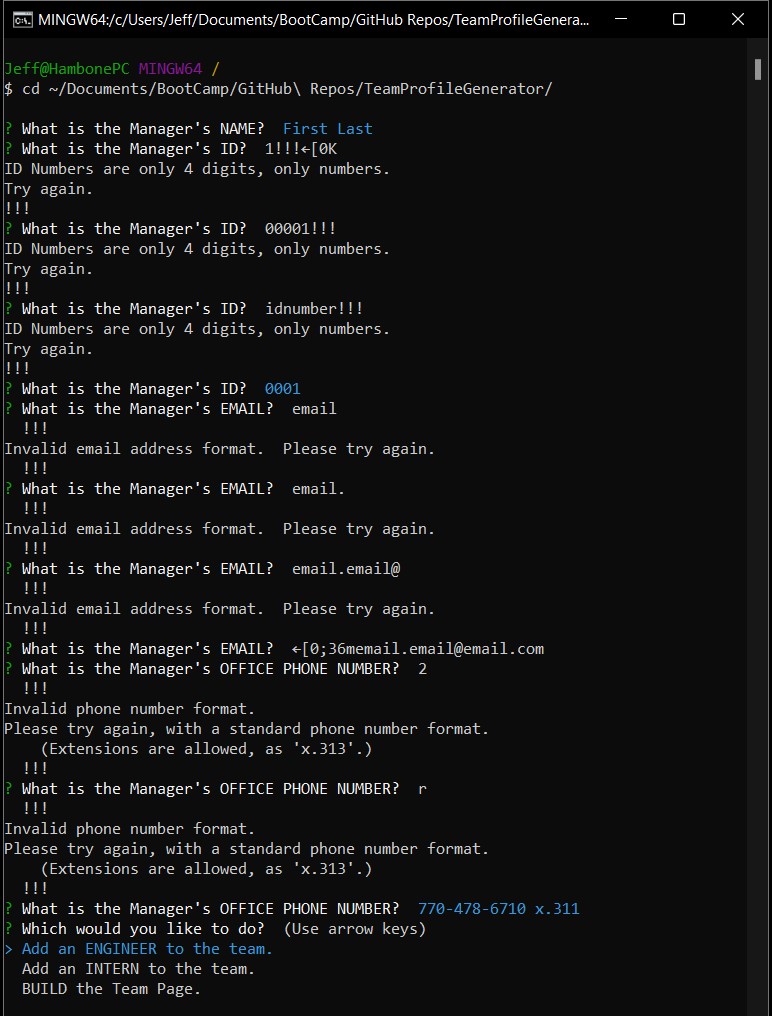 MINGW64:/c/Users/Jeff/Documents/BootCamp/GitHub Repos/TeamProfileGenera...
Jeff@HambonePC MINGW64 /
$ cd ~/Documents/BootCamp/GitHub\ Repos/TeamProfileGenerator/
? What is the Manager's NAME?  First Last
? What is the Manager's ID?  1!!!←[0K
ID Numbers are only 4 digits, only numbers.
Try again.
!!!
? What is the Manager's ID?  00001!!!
ID Numbers are only 4 digits, only numbers.
Try again.
!!!
? What is the Manager's ID?  idnumber!!!
ID Numbers are only 4 digits, only numbers.
Try again.
!!!
? What is the Manager's ID?  0001
? What is the Manager's EMAIL?  email
  !!!
Invalid email address format.  Please try again.
  !!!
? What is the Manager's EMAIL?  email.
  !!!
Invalid email address format.  Please try again.
  !!!
? What is the Manager's EMAIL?  email.email@
  !!!
Invalid email address format.  Please try again.
  !!!
? What is the Manager's EMAIL?  ←[0;36memail.email@email.com
? What is the Manager's OFFICE PHONE NUMBER?  2
  !!!
Invalid phone number format.
Please try again, with a standard phone number format.
    (Extensions are allowed, as 'x.313'.)
  !!!
? What is the Manager's OFFICE PHONE NUMBER?  r
  !!!
Invalid phone number format.
Please try again, with a standard phone number format.
    (Extensions are allowed, as 'x.313'.)
  !!!
? What is the Manager's OFFICE PHONE NUMBER?  770-478-6710 x.311
? Which would you like to do?  (Use arrow keys)
> Add an ENGINEER to the team.
  Add an INTERN to the team.
  BUILD the Team Page.